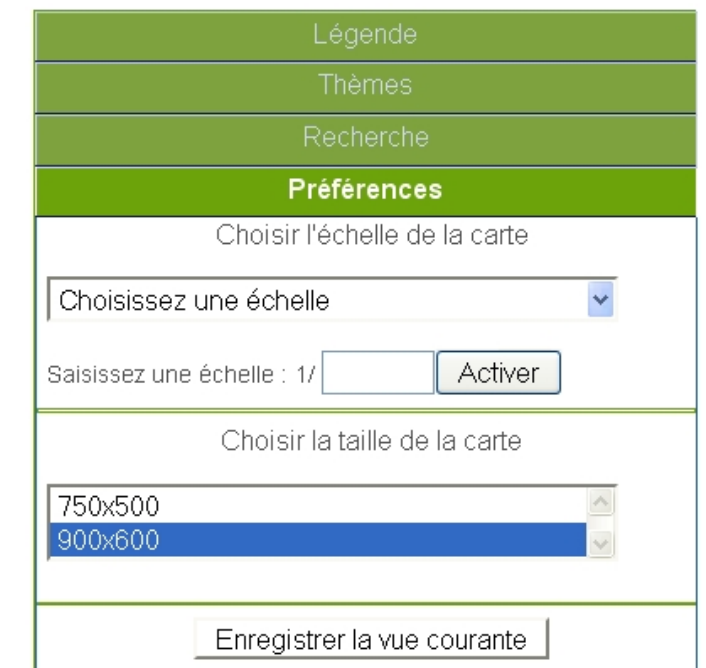 Légende
Thèmes
Recherche
Préférences
Choisir l'échelle de la carte
Choisissez une échelle
Saisissez une échelle : 1/ Activer
Choisir la taille de la carte
750x500
900x600
Enregistrer la vue courante